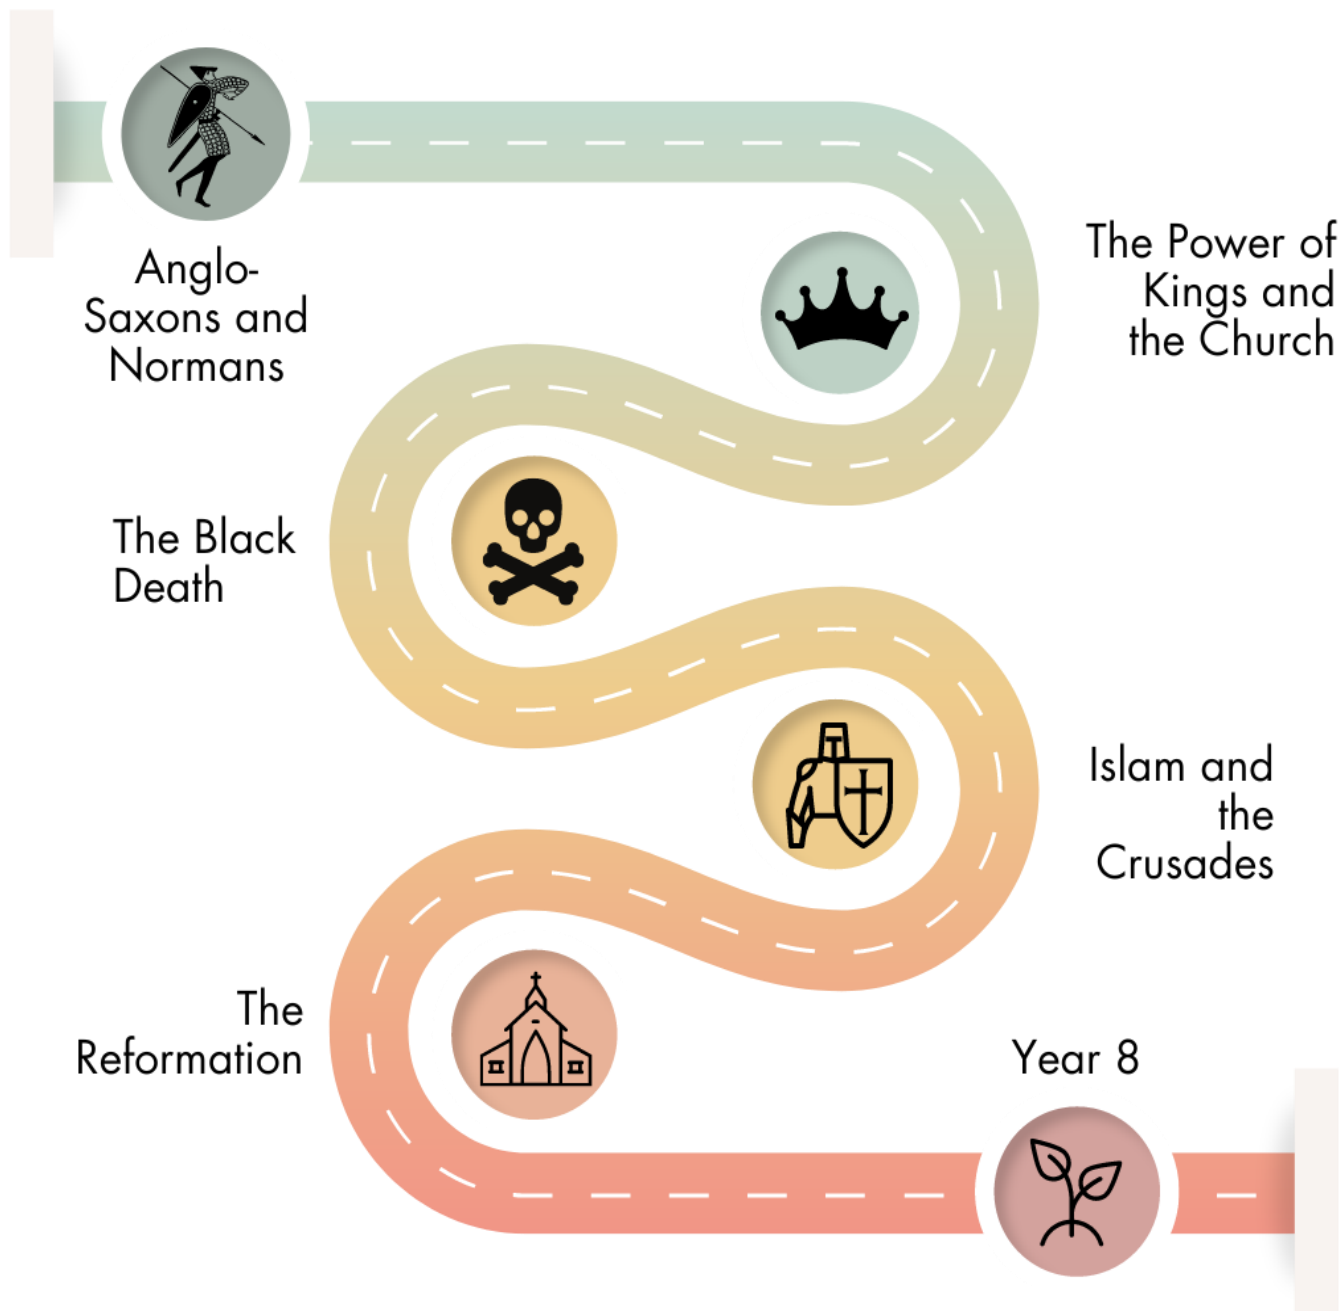 Anglo-
Saxons and
Normans
The Power of
Kings and
the Church
The Black
Death
Islam and
the
Crusades
The
Reformation
Year 8